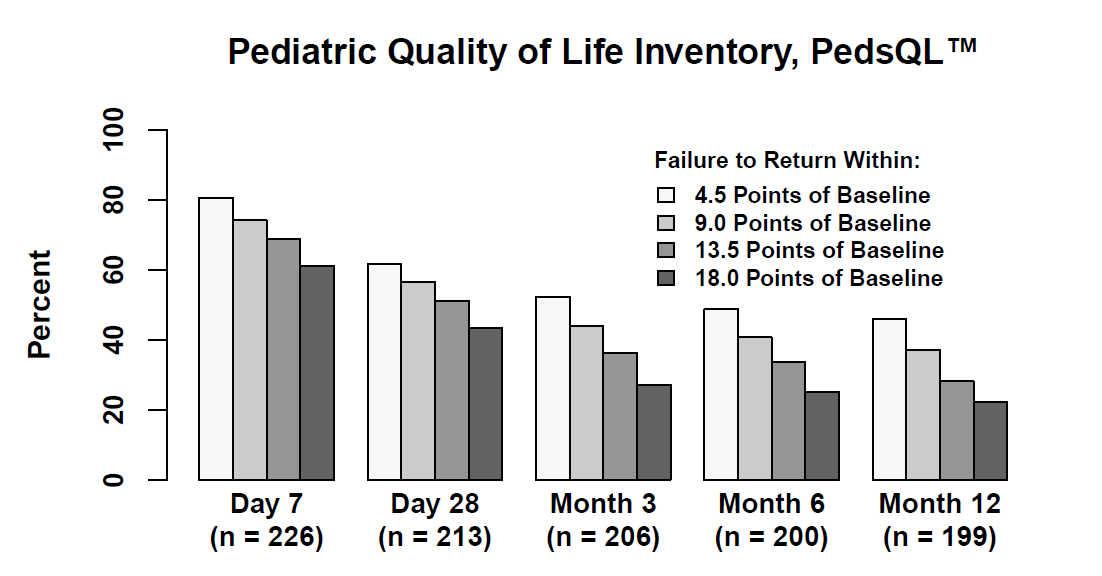 Pediatric Quality of Life Inventory, PedsQL™
Percent
100
80
60
40
20
0
Failure to Return Within:
4.5 Points of Baseline
9.0 Points of Baseline
13.5 Points of Baseline
18.0 Points of Baseline
Day 7
(n = 226)
Day 28
(n = 213)
Month 3
(n = 206)
Month 6
(n = 200)
Month 12
(n = 199)